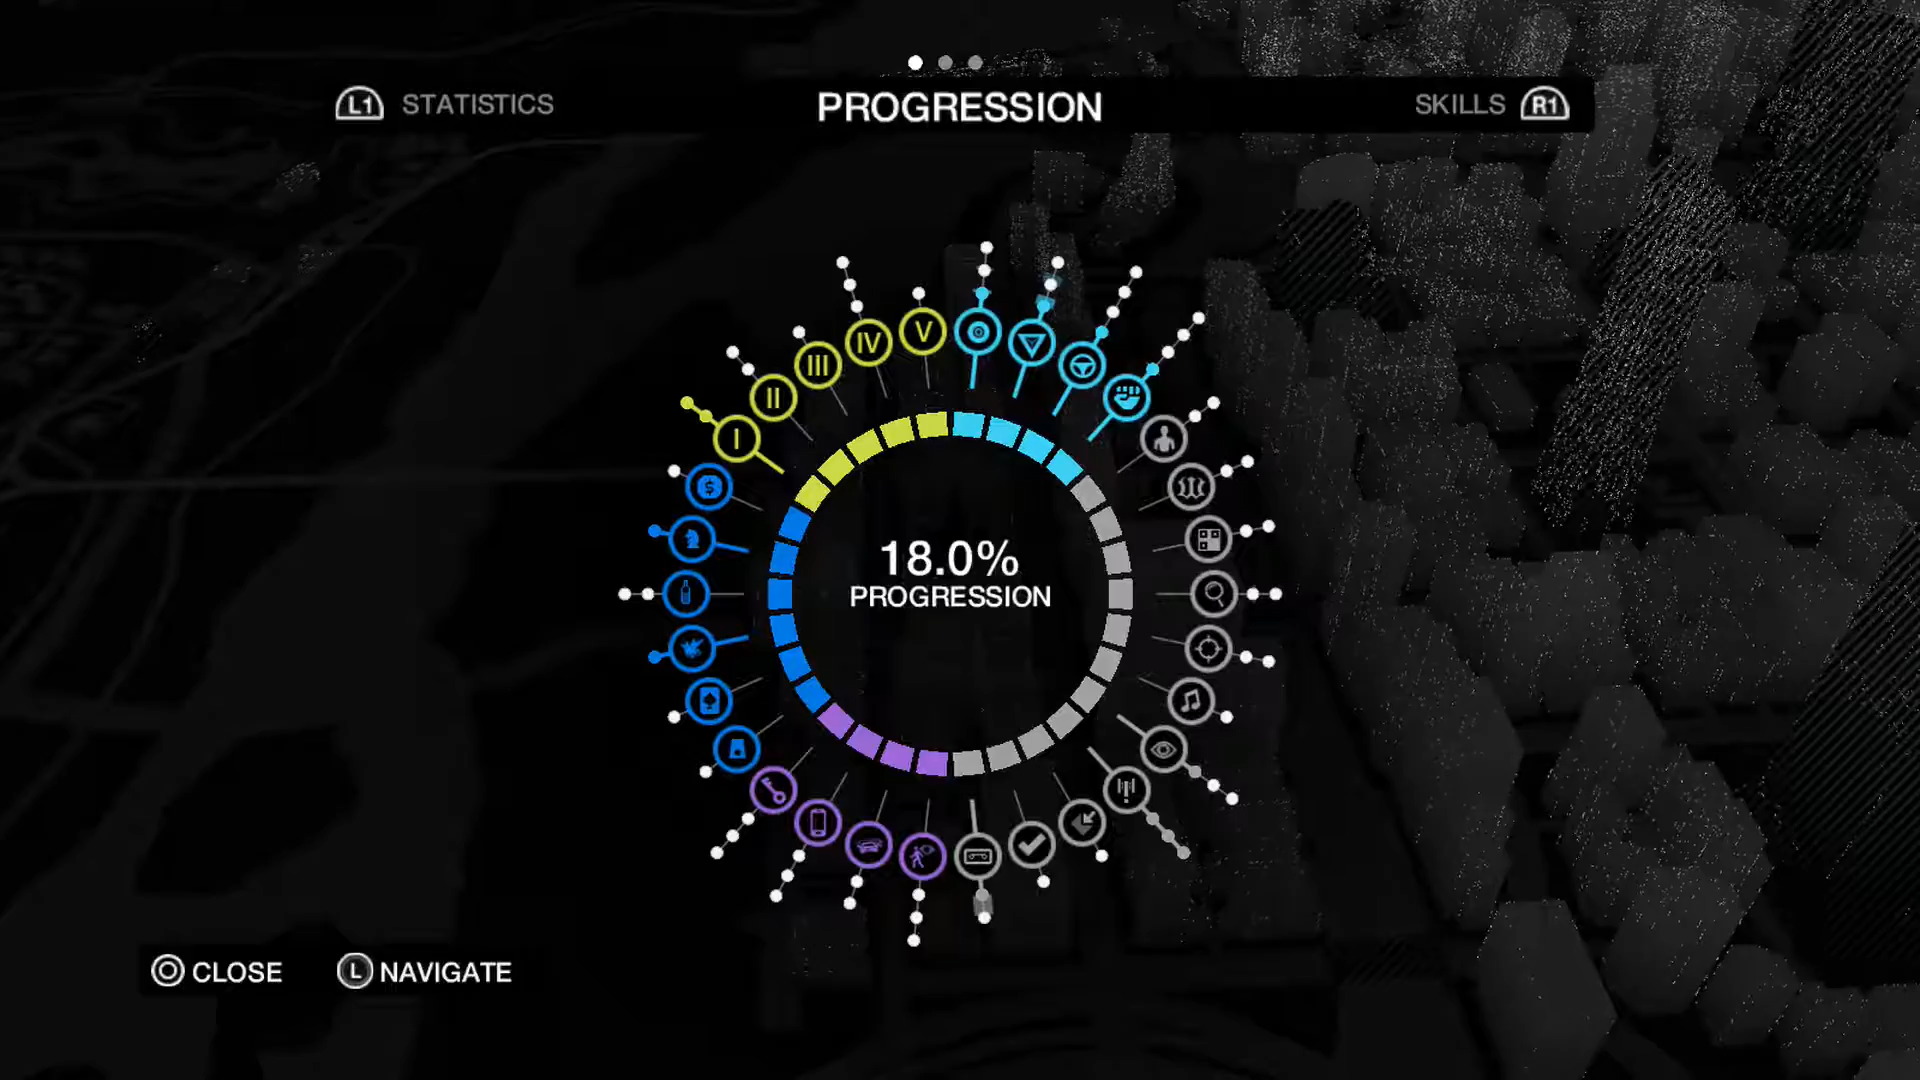 L1 STATISTICS
PROGRESSION
SKILLS R1
I
II
III
IV
V
$
18.0%
PROGRESSION
CLOSE
L NAVIGATE